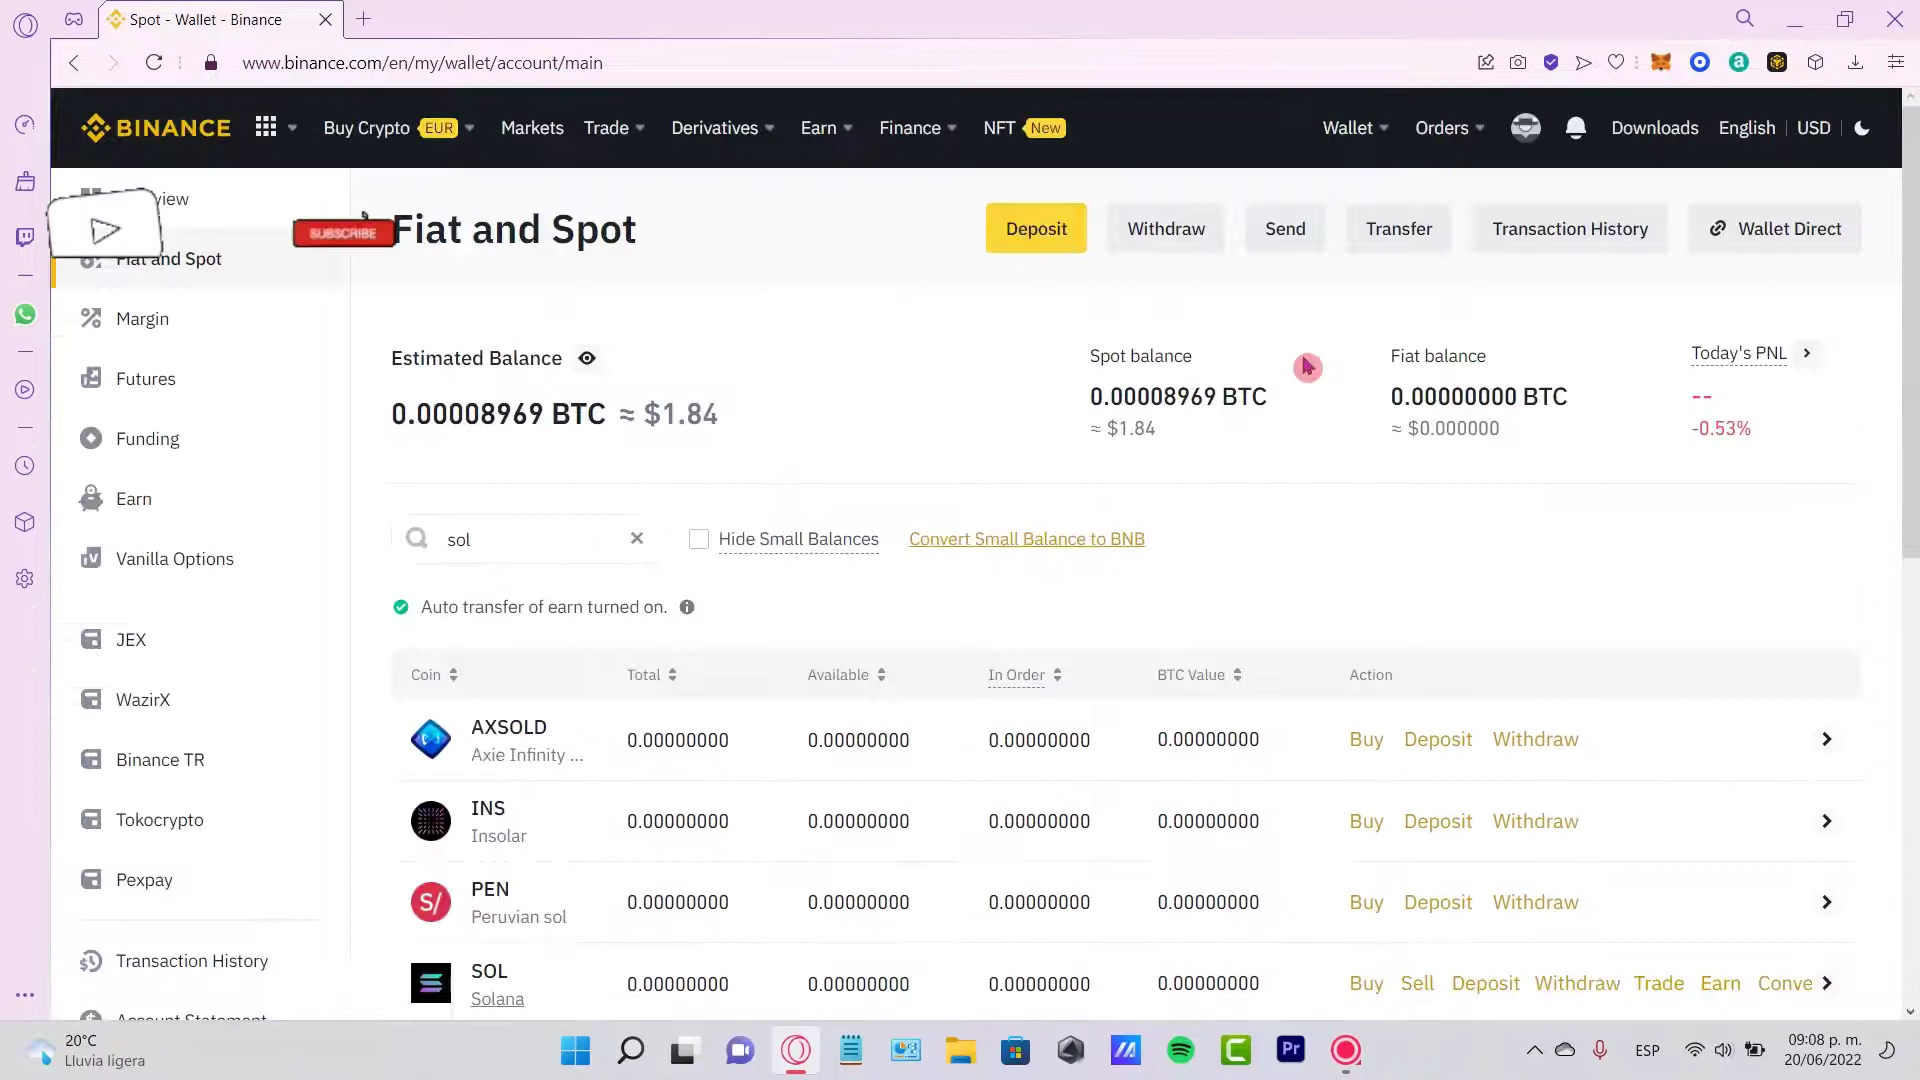 Spot - Wallet - Binance
www.binance.com/en/my/wallet/account/main
BINANCE
Buy Crypto EUR
Markets
Trade
Derivatives
Earn
Finance
NFT New
Wallet
Orders
Downloads
English
USD
Fiat and Spot
Margin
Futures
Funding
Earn
Vanilla Options
JEX
WazirX
Binance TR
Tokocrypto
Pexpay
Transaction History
Account Statement
SUBSCRIBE
Fiat and Spot
Deposit
Withdraw
Send
Transfer
Transaction History
Wallet Direct
Estimated Balance
0.00008969 BTC ≈ $1.84
Spot balance
0.00008969 BTC
≈ $1.84
Fiat balance
0.00000000 BTC
≈ $0.000000
Today's PNL
--
-0.53%
sol
Hide Small Balances
Convert Small Balance to BNB
Auto transfer of earn turned on.
Coin Total Available In Order BTC Value Action
AXSOLD
Axie Infinity ...
0.00000000 0.00000000 0.00000000 0.00000000 Buy Deposit Withdraw
INS
Insolar
0.00000000 0.00000000 0.00000000 0.00000000 Buy Deposit Withdraw
S/
PEN
Peruvian sol
0.00000000 0.00000000 0.00000000 0.00000000 Buy Deposit Withdraw
SOL
Solana
0.00000000 0.00000000 0.00000000 0.00000000 Buy Sell Deposit Withdraw Trade Earn Conve
20°C
Lluvia ligera
Pr
ESP
09:08 p. m.
20/06/2022